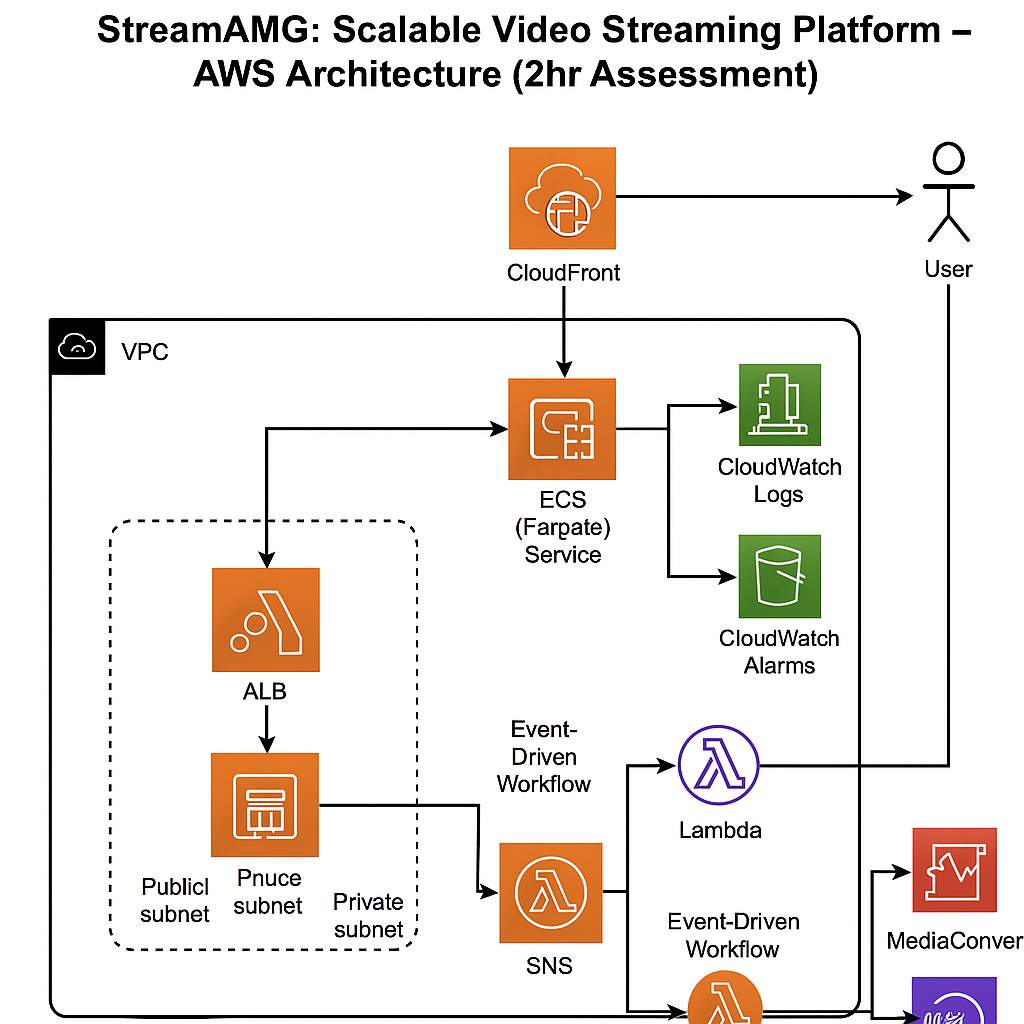 StreamAMG: Scalable Video Streaming Platform –
AWS Architecture (2hr Assessment)
CloudFront
User
VPC
ECS
(Farpate)
Service
CloudWatch
Logs
CloudWatch
Alarms
ALB
Event-
Driven
Workflow
Lambda
Publicl
subnet
Pnuce
subnet
Private
subnet
SNS
Event-Driven
Workflow
MediaConver